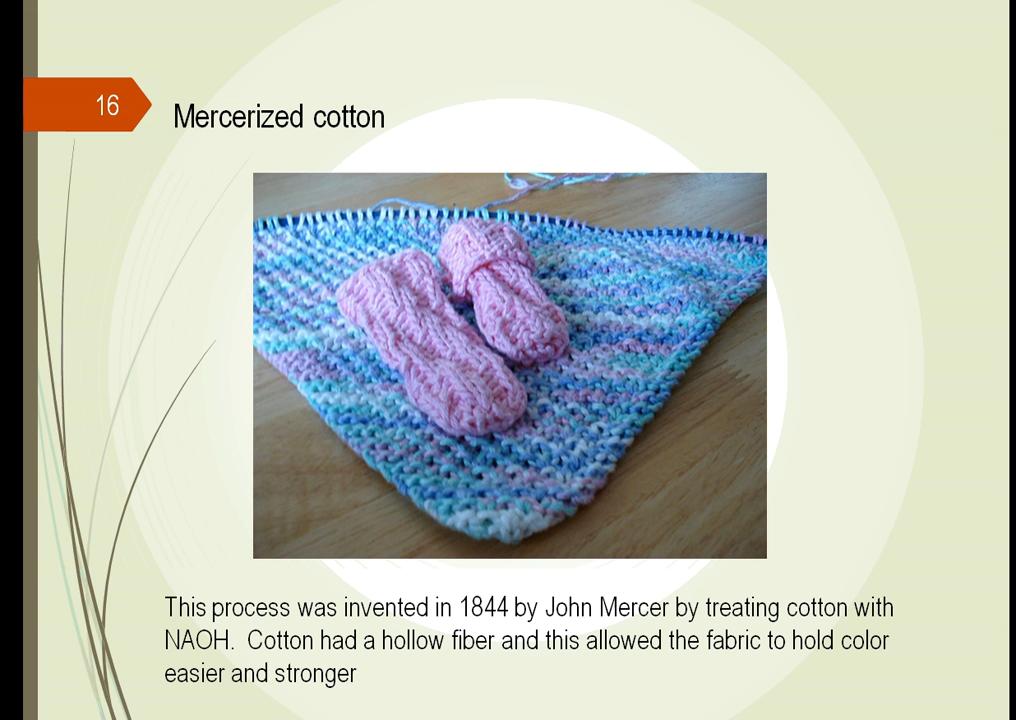 16
Mercerized cotton
This process was invented in 1844 by John Mercer by treating cotton with
NAOH.  Cotton had a hollow fiber and this allowed the fabric to hold color
easier and stronger